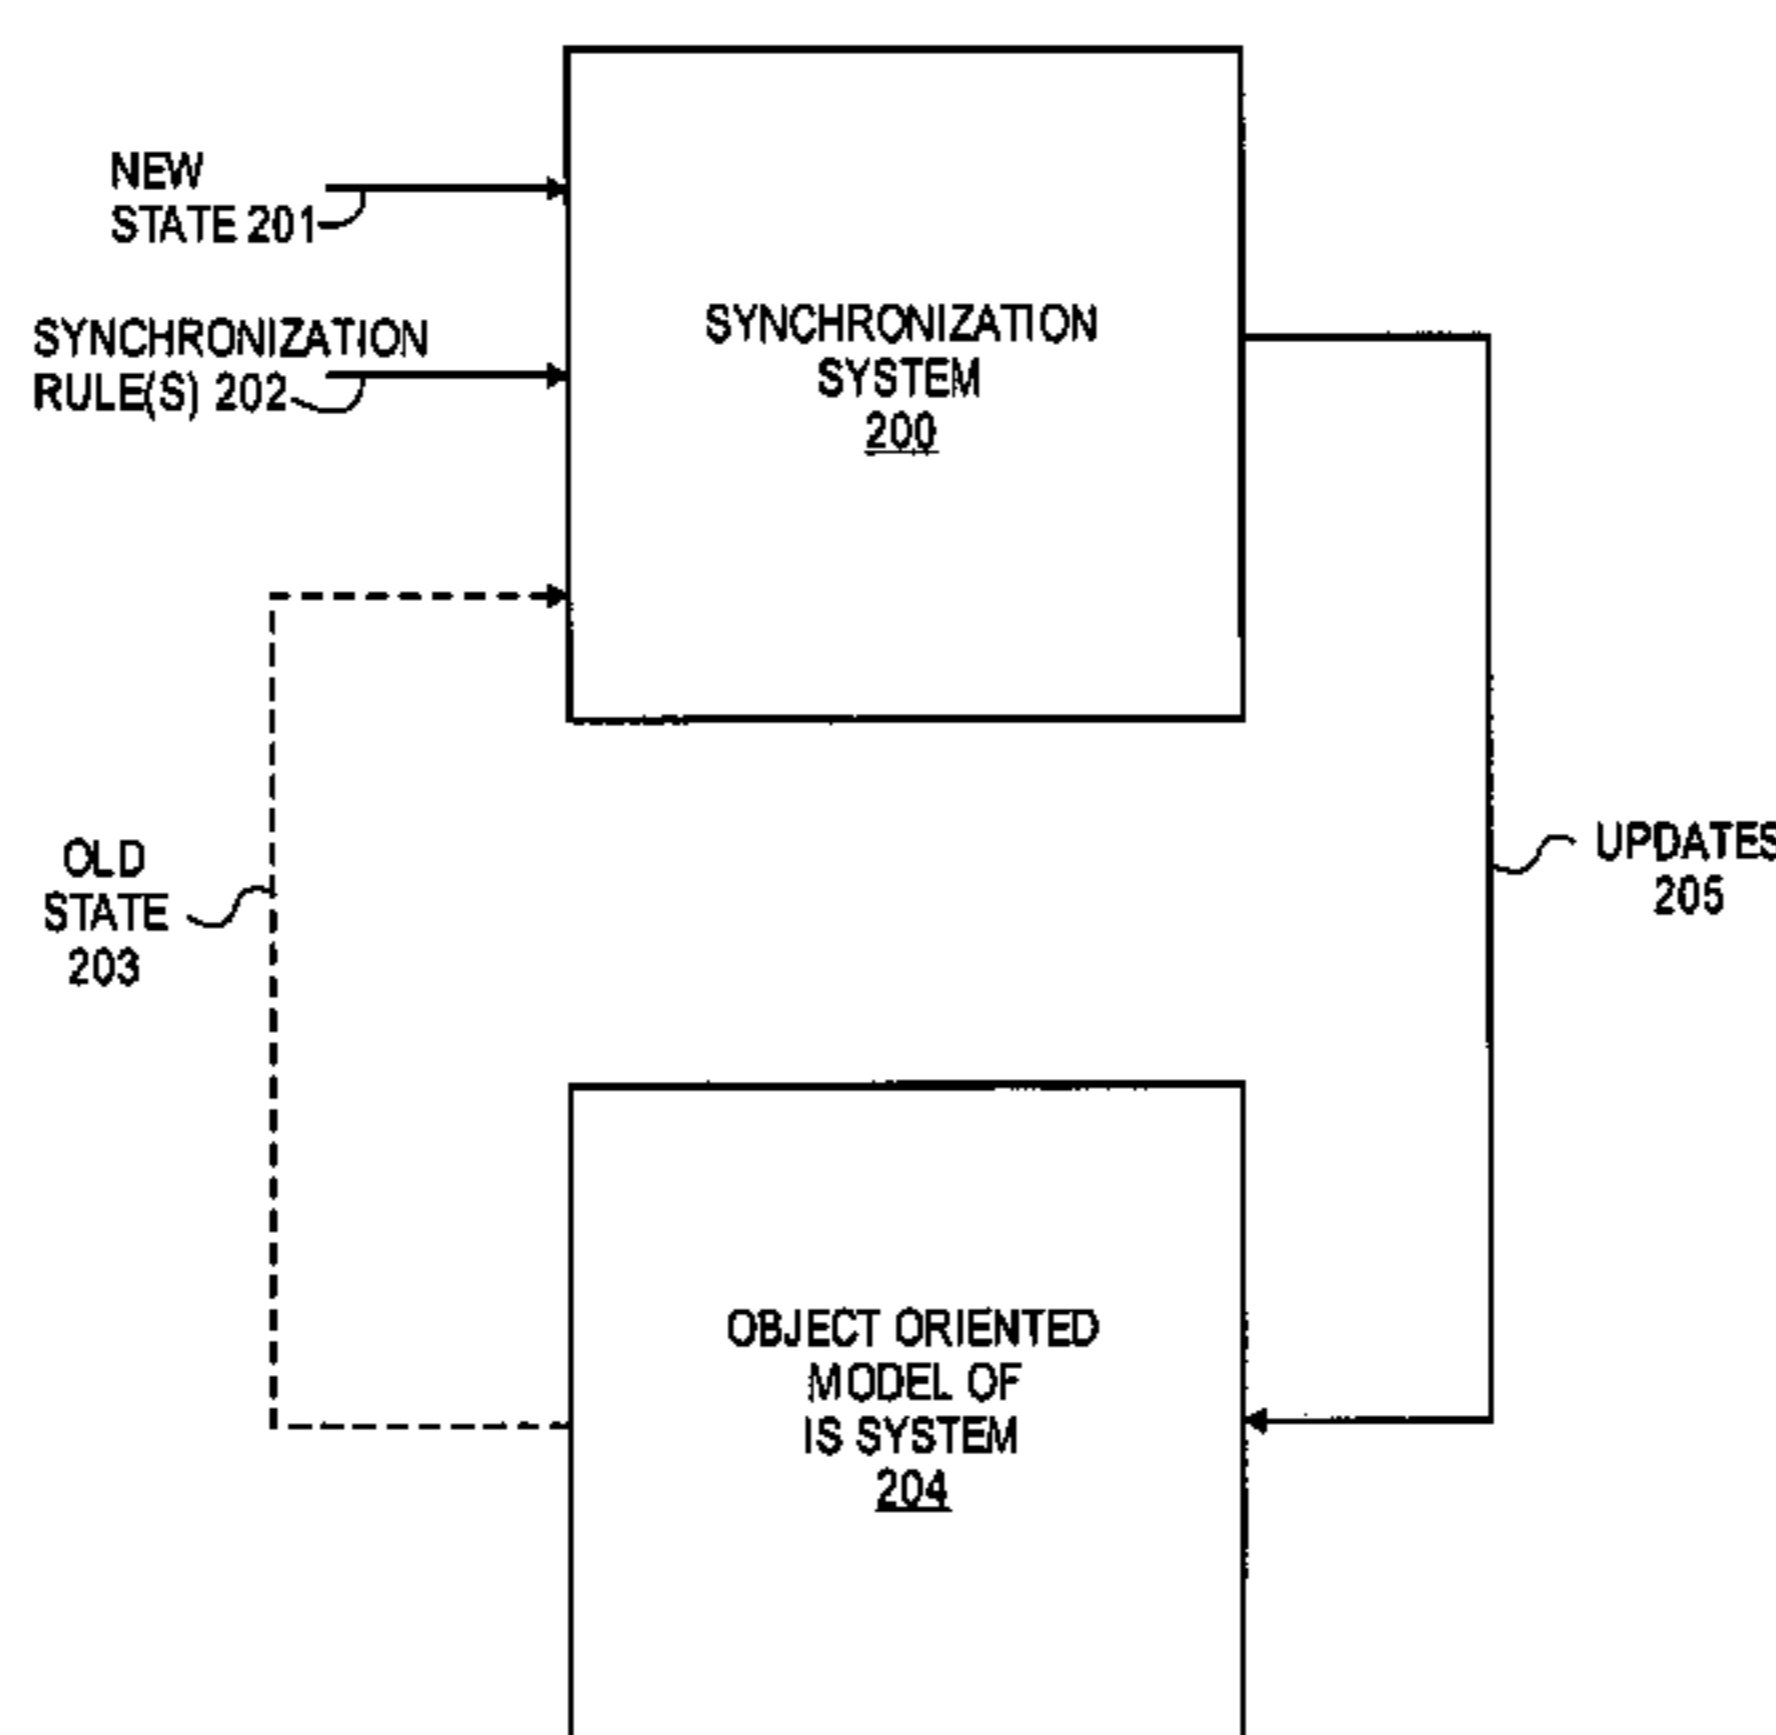 NEW
STATE 201
SYNCHRONIZATION
RULE(S) 202
SYNCHRONIZATION
SYSTEM
200
OLD
STATE
203
UPDATES
205
OBJECT ORIENTED
MODEL OF
IS SYSTEM
204